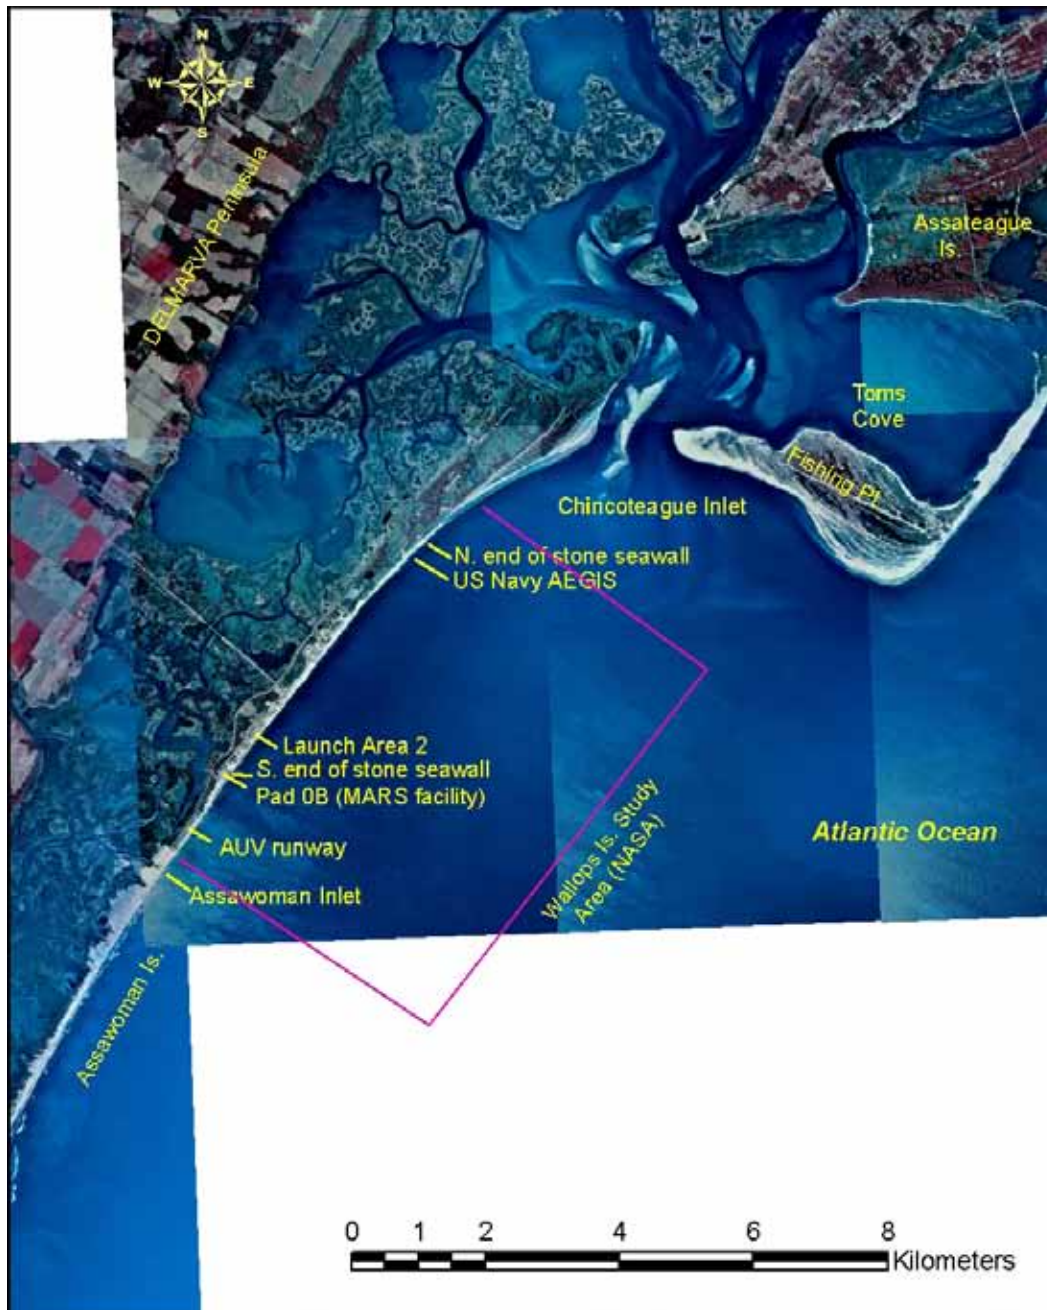 N
W E
S
DELMARVA Peninsula
Assateague
Is.
1858
Toms
Cove
Fishing Pt.
Chincoteague Inlet
N. end of stone seawall
US Navy AEGIS
Launch Area 2
S. end of stone seawall
Pad 0B (MARS facility)
AUV runway
Assawoman Inlet
Wallops Is. Study
Area (NASA)
Atlantic Ocean
Assawoman Is.
0 1 2 4 6 8
Kilometers